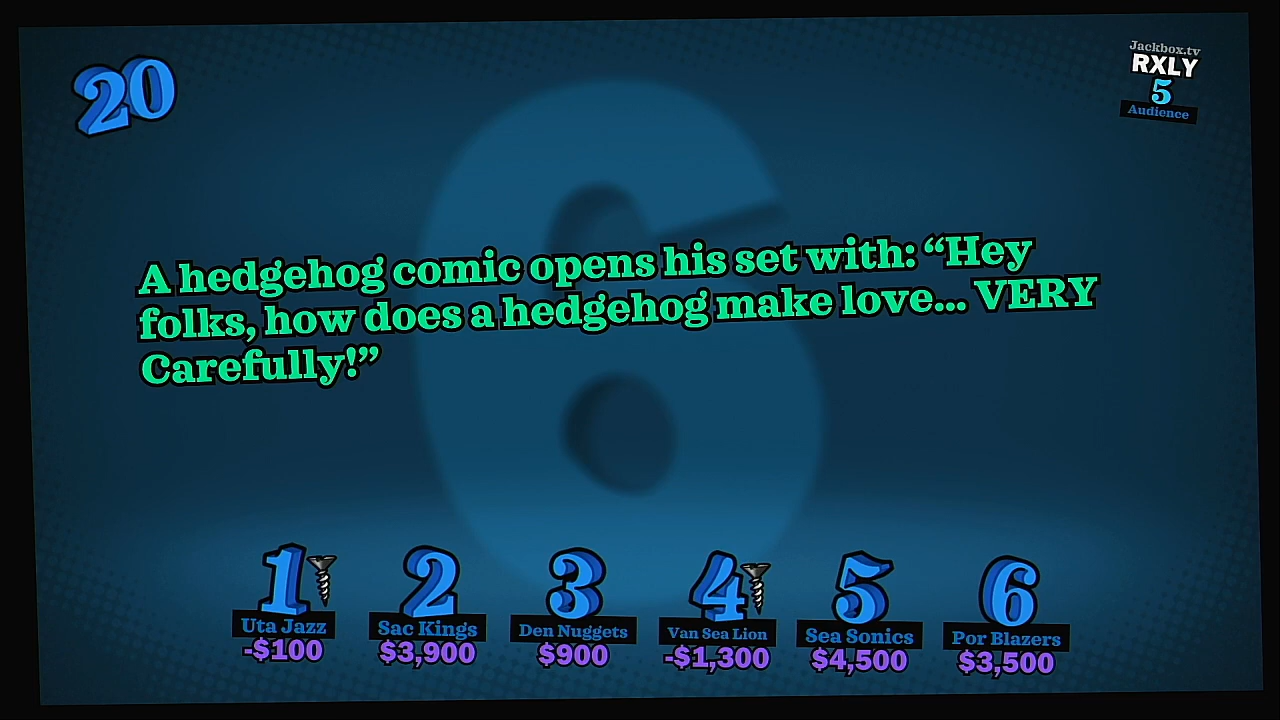 20
Jackbox.tv
RXLY
5
Audience
6
A hedgehog comic opens his set with: “Hey
folks, how does a hedgehog make love... VERY
Carefully!”
1 2 3 4 5 6
Uta Jazz Sac Kings Den Nuggets Van Sea Lion Sea Sonics Por Blazers
-$100 $3,900 $900 -$1,300 $4,500 $3,500